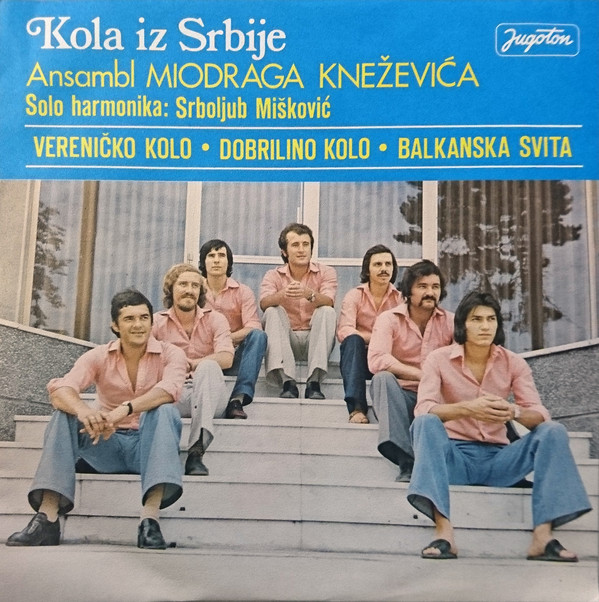 Kola iz Srbije
Jugoton
Ansambl MIODRAGA KNEŽEVIĆA
Solo harmonika: Srboljub Mišković
VERENIČKO KOLO • DOBRILINO KOLO • BALKANSKA SVITA